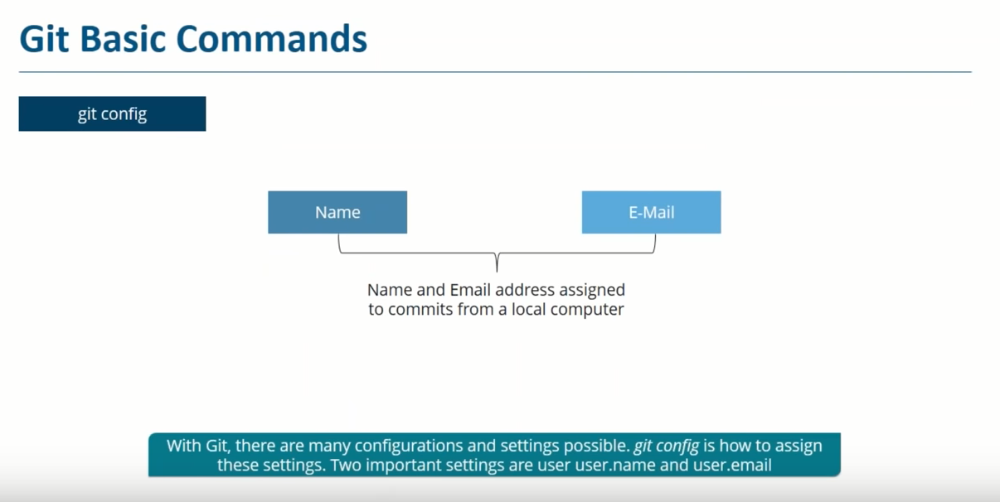 Git Basic Commands
git config
Name
E-Mail
Name and Email address assigned
to commits from a local computer
With Git, there are many configurations and settings possible. git config is how to assign
these settings. Two important settings are user user.name and user.email